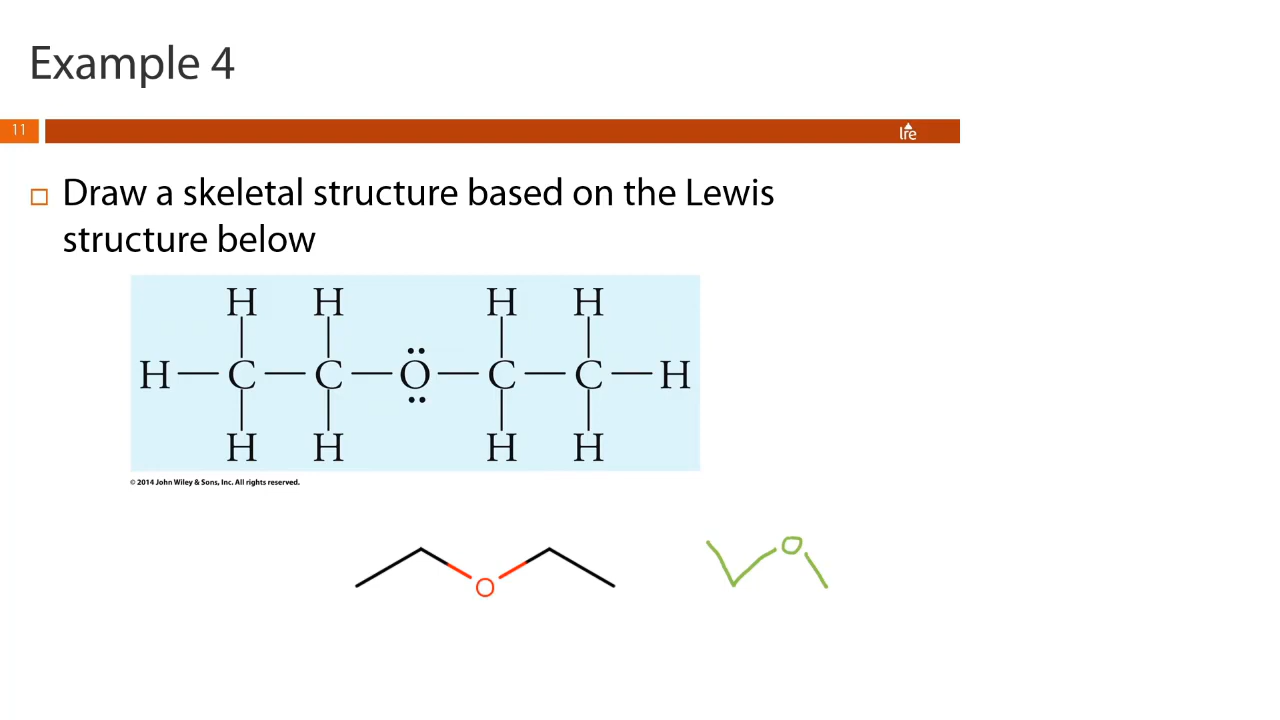 Example 4
11
lre
Draw a skeletal structure based on the Lewis
structure below
H H H H
H C C O C C H
H H H H
© 2014 John Wiley & Sons, Inc. All rights reserved.
O
O